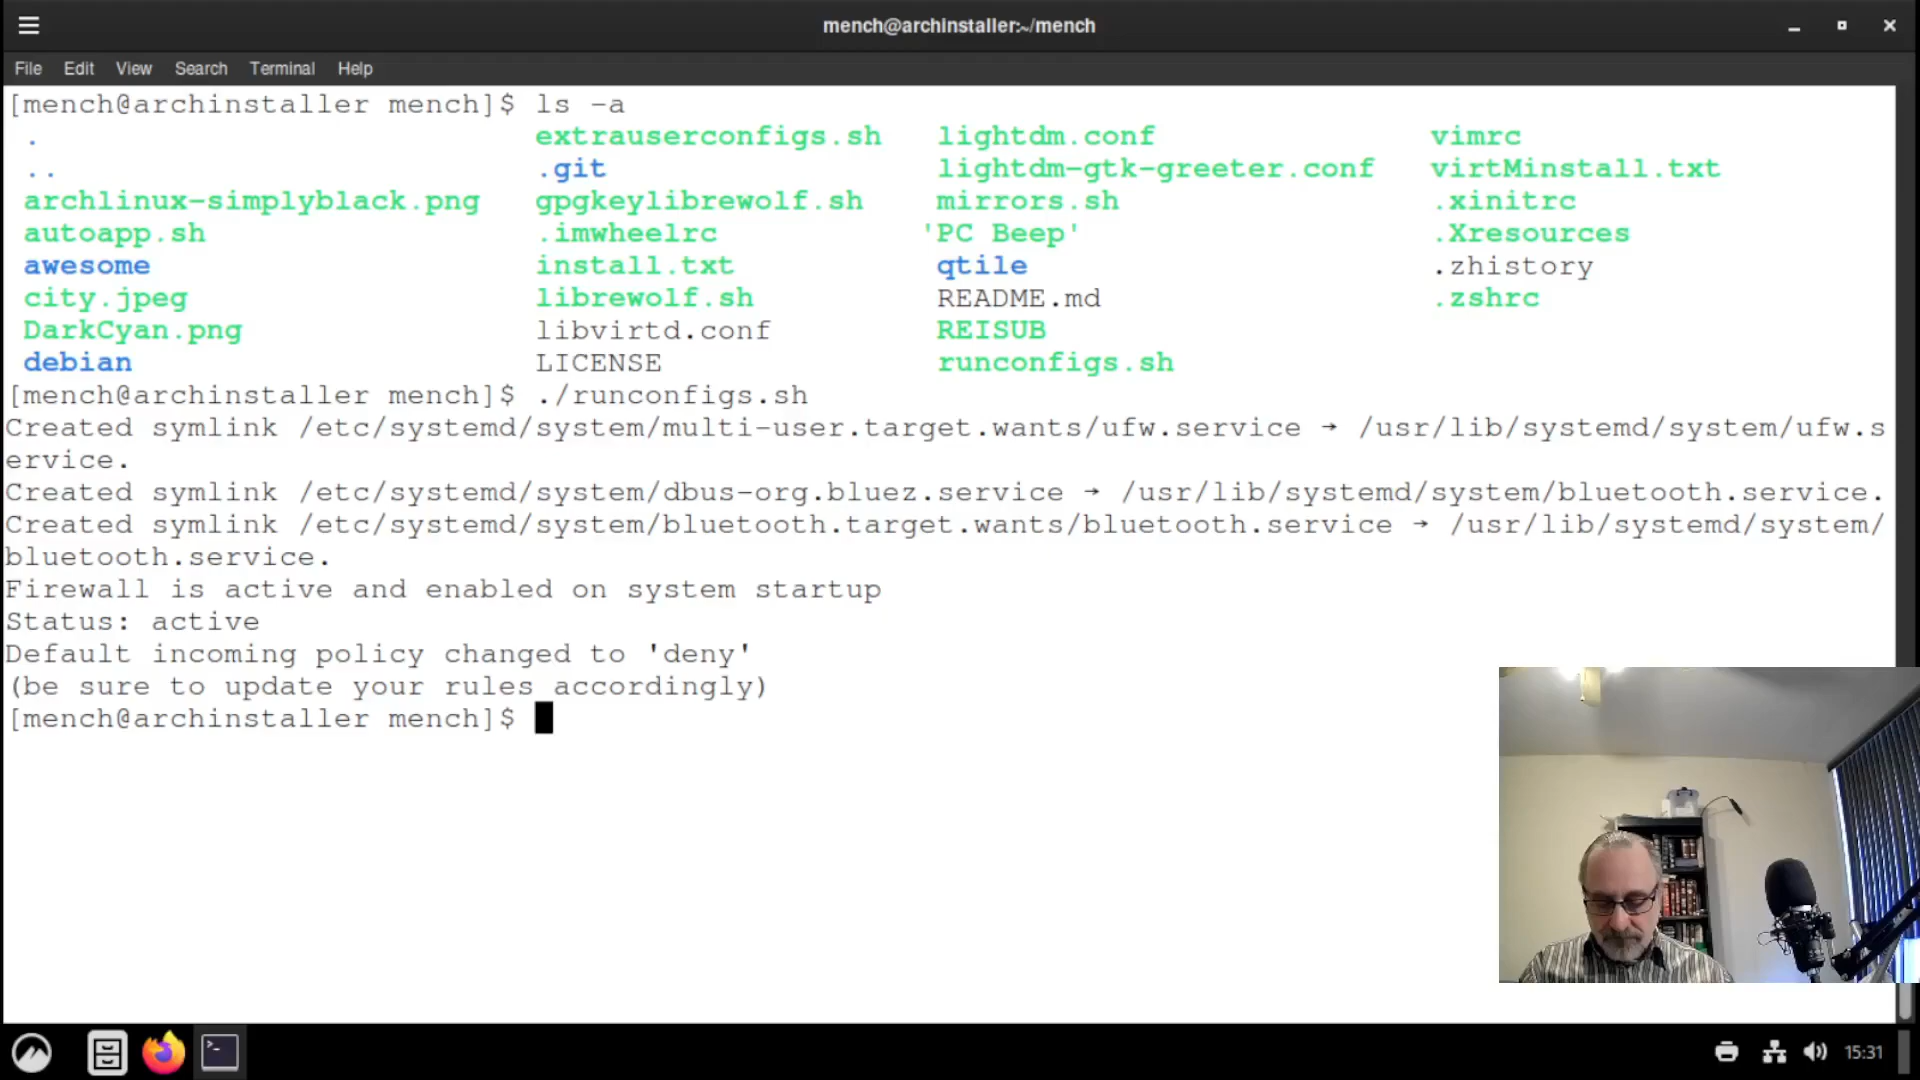 mench@archinstaller:~/mench
File Edit View Search Terminal Help
[mench@archinstaller mench]$ ls -a
. extrauserconfigs.sh lightdm.conf vimrc
.. .git lightdm-gtk-greeter.conf virtMinstall.txt
archlinux-simplyblack.png gpgkeylibrewolf.sh mirrors.sh .xinitrc
autoapp.sh .imwheelrc 'PC Beep' .Xresources
awesome install.txt qtile .zhistory
city.jpeg librewolf.sh README.md .zshrc
DarkCyan.png libvirtd.conf REISUB
debian LICENSE runconfigs.sh
[mench@archinstaller mench]$ ./runconfigs.sh
Created symlink /etc/systemd/system/multi-user.target.wants/ufw.service → /usr/lib/systemd/system/ufw.s
ervice.
Created symlink /etc/systemd/system/dbus-org.bluez.service → /usr/lib/systemd/system/bluetooth.service.
Created symlink /etc/systemd/system/bluetooth.target.wants/bluetooth.service → /usr/lib/systemd/system/
bluetooth.service.
Firewall is active and enabled on system startup
Status: active
Default incoming policy changed to 'deny'
(be sure to update your rules accordingly)
[mench@archinstaller mench]$
15:31